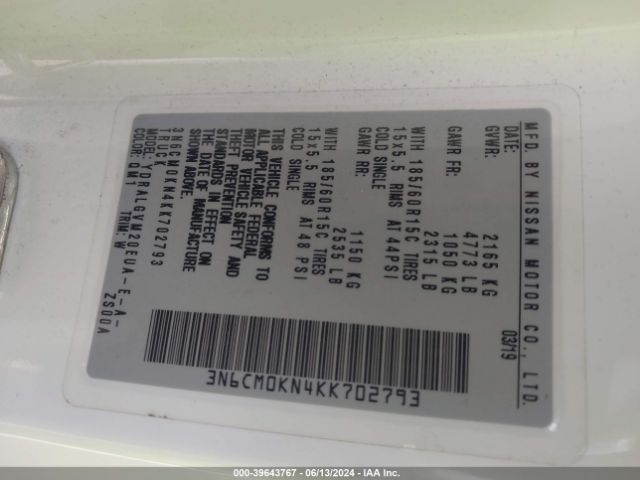 MFD. BY NISSAN MOTOR CO., LTD.
DATE: 03/19
GVWR: 2165 KG
4773 LB
GAWR FR: 1050 KG
2315 LB
WITH 185/60R15C TIRES
15x5.5 RIMS AT 44PSI
COLD SINGLE
GAWR RR: 1150 KG
2535 LB
WITH 185/60R15C TIRES
15x5.5 RIMS AT 48 PSI
COLD SINGLE
THIS VEHICLE CONFORMS TO
ALL APPLICABLE FEDERAL
MOTOR VEHICLE SAFETY AND
THEFT PREVENTION
STANDARDS IN EFFECT ON
THE DATE OF MANUFACTURE
SHOWN ABOVE.
3N6CM0KN4KK702793
TRUCK
MODEL: YDRALGVM20EUA-E-A-
ZS00A
COLOR: QM1 TRIM: W
3N6CM0KN4KK702793
000-39643767 - 06/13/2024 - IAA Inc.